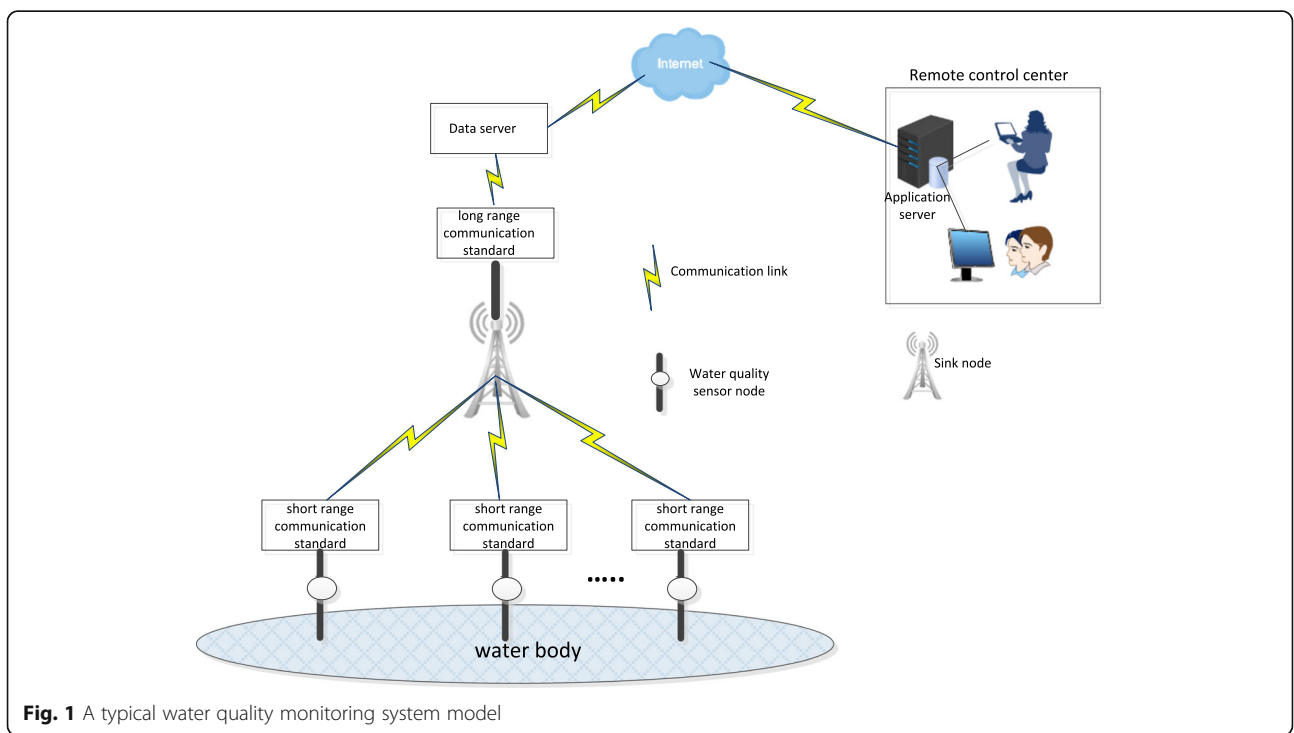 Internet
Remote control center
Data server
Application
server
long range
communication
standard
Communication link
Water quality
sensor node
Sink node
short range
communication
standard
short range
communication
standard
short range
communication
standard
.....
water body
Fig. 1 A typical water quality monitoring system model